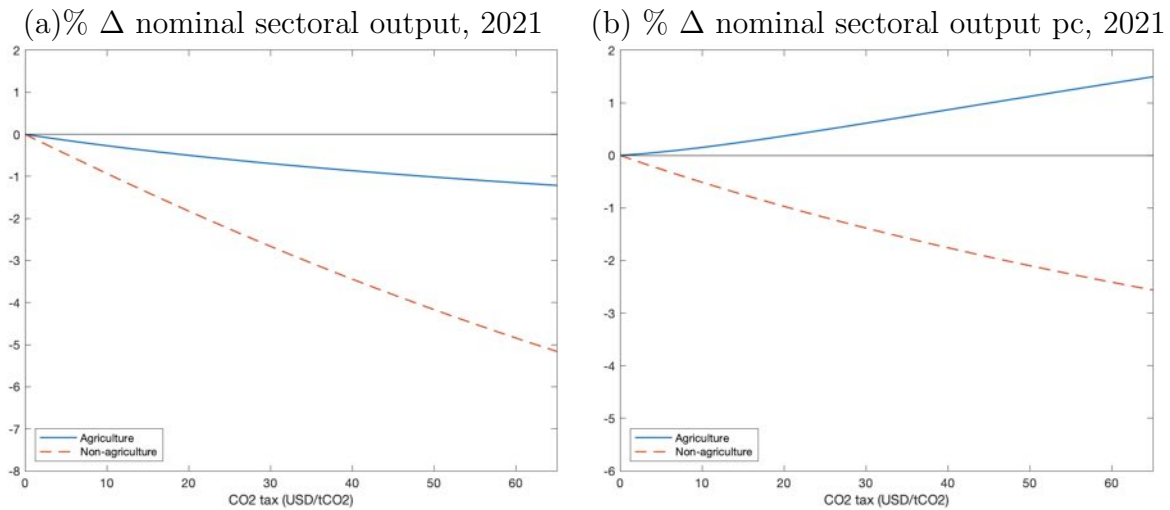 (a)% Δ nominal sectoral output, 2021
2
1
0
-1
-2
-3
-4
-5
-6
-7
-8
0 10 20 30 40 50 60
CO2 tax (USD/tCO2)
Agriculture
Non-agriculture
(b) % Δ nominal sectoral output pc, 2021
2
1
0
-1
-2
-3
-4
-5
-6
0 10 20 30 40 50 60
CO2 tax (USD/tCO2)
Agriculture
Non-agriculture